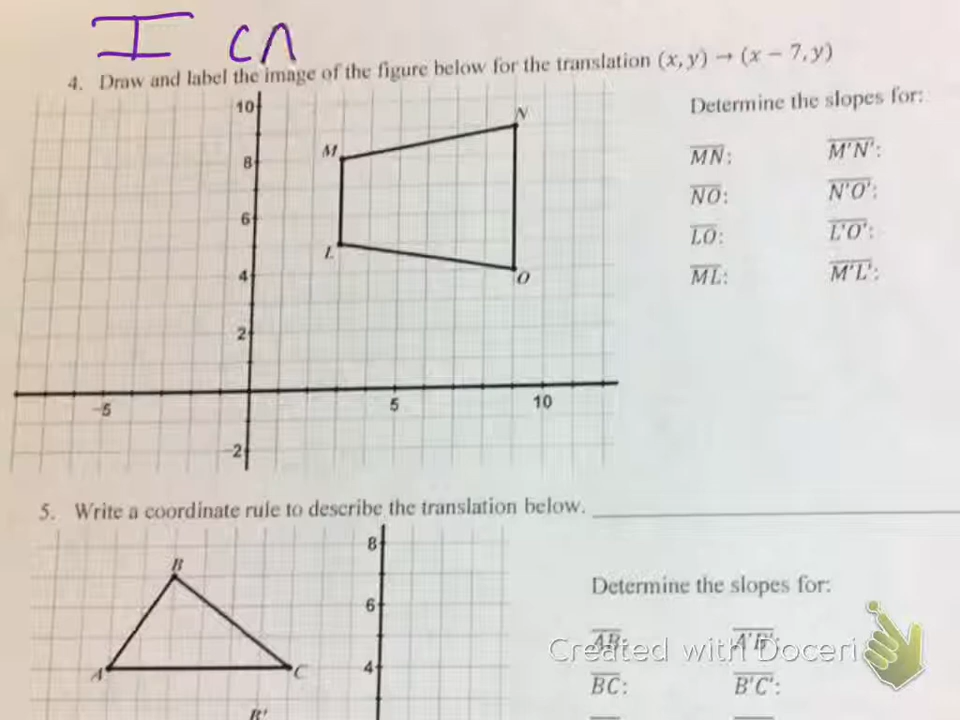 I cn
4. Draw and label the image of the figure below for the translation (x, y) → (x − 7, y)
Determine the slopes for:
MN: M'N':
NO: N'O':
LO: L'O':
ML: M'L':
10
8
6
4
2
-5 5 10
-2
M
N
L
O
5. Write a coordinate rule to describe the translation below.
Determine the slopes for:
AB: A'B':
BC: B'C':
8
6
4
B
A
C
B'
Created with Doceri